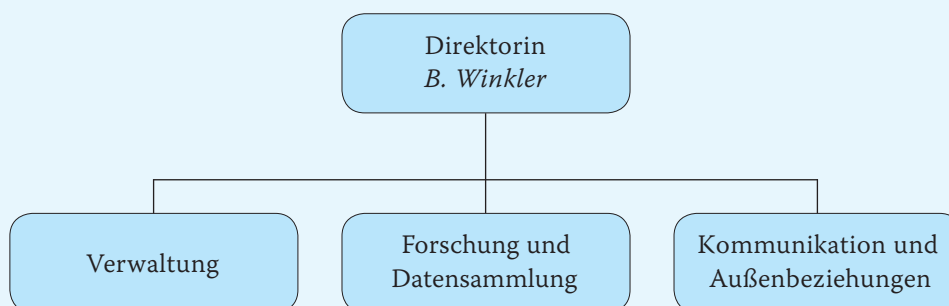 Direktorin
B. Winkler
Verwaltung
Forschung und
Datensammlung
Kommunikation und
Außenbeziehungen